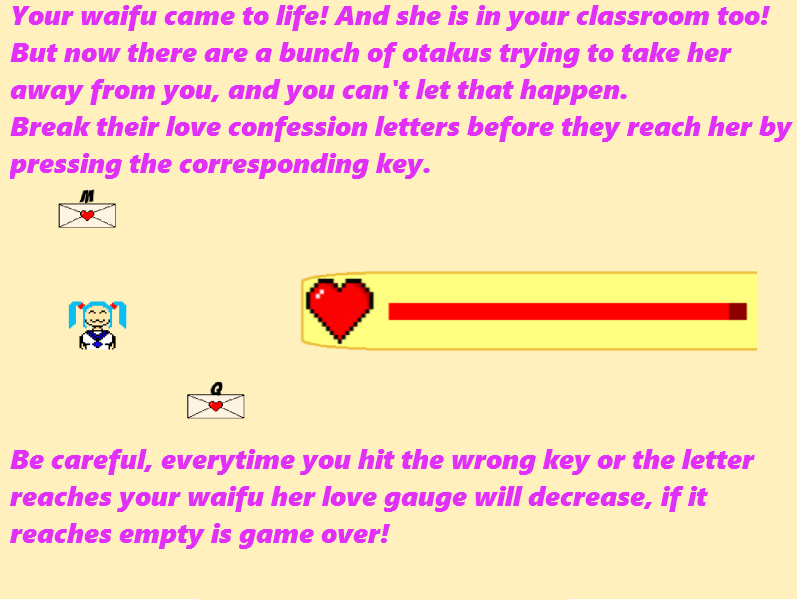 Your waifu came to life! And she is in your classroom too!
But now there are a bunch of otakus trying to take her
away from you, and you can't let that happen.
Break their love confession letters before they reach her by
pressing the corresponding key.
M
Q
Be careful, everytime you hit the wrong key or the letter
reaches your waifu her love gauge will decrease, if it
reaches empty is game over!